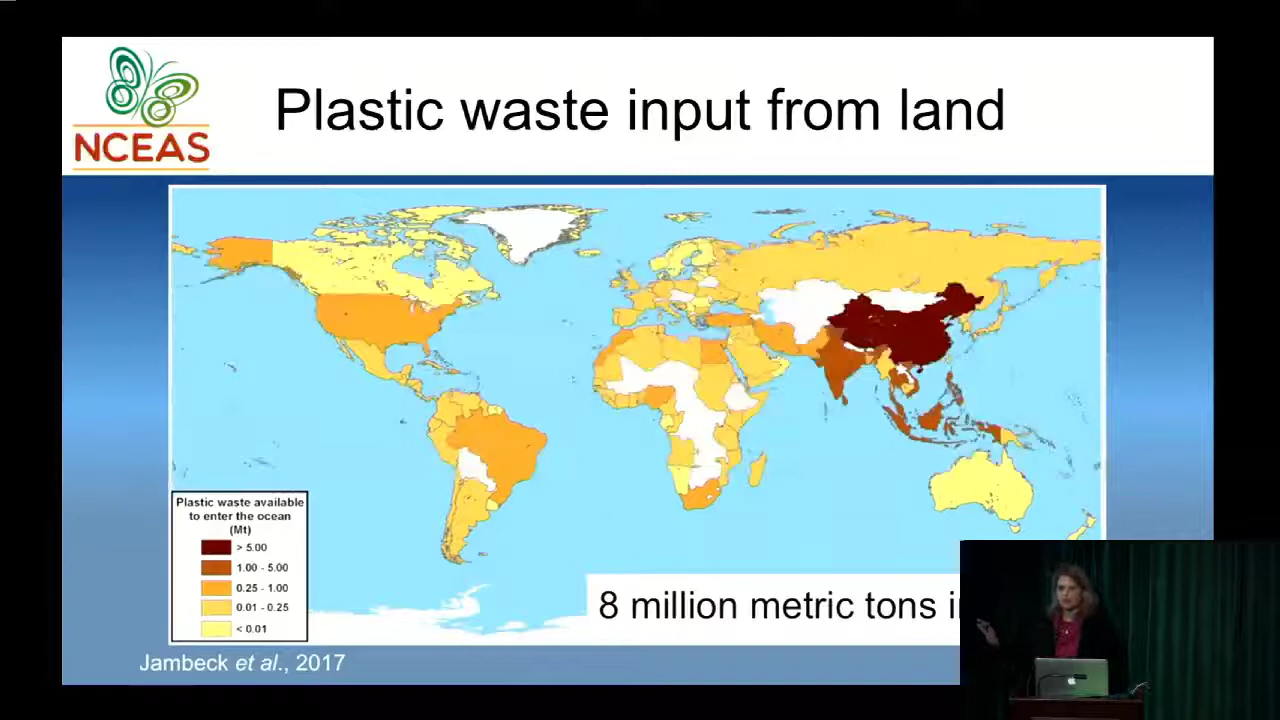 NCEAS
Plastic waste input from land
Plastic waste available
to enter the ocean
(Mt)
> 5.00
1.00 - 5.00
0.25 - 1.00
0.01 - 0.25
< 0.01
8 million metric tons
Jambeck et al., 2017